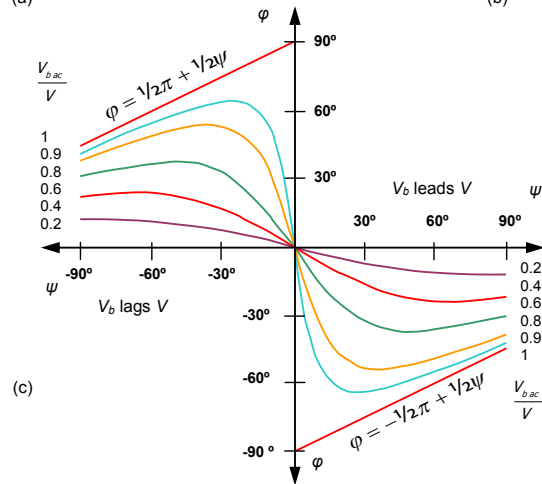 (a)
(b)
φ
90º
V_{b ac}/V
φ = 1/2π + 1/2ψ
60º
1
0.9
0.8
0.6
0.4
0.2
30º
V_b leads V
ψ
30º 60º 90º
-90º -60º -30º
ψ
V_b lags V
0.2
0.4
0.6
0.8
0.9
1
-30º
-60º
(c)
V_{b ac}/V
φ = -1/2π + 1/2ψ
-90 º
φ